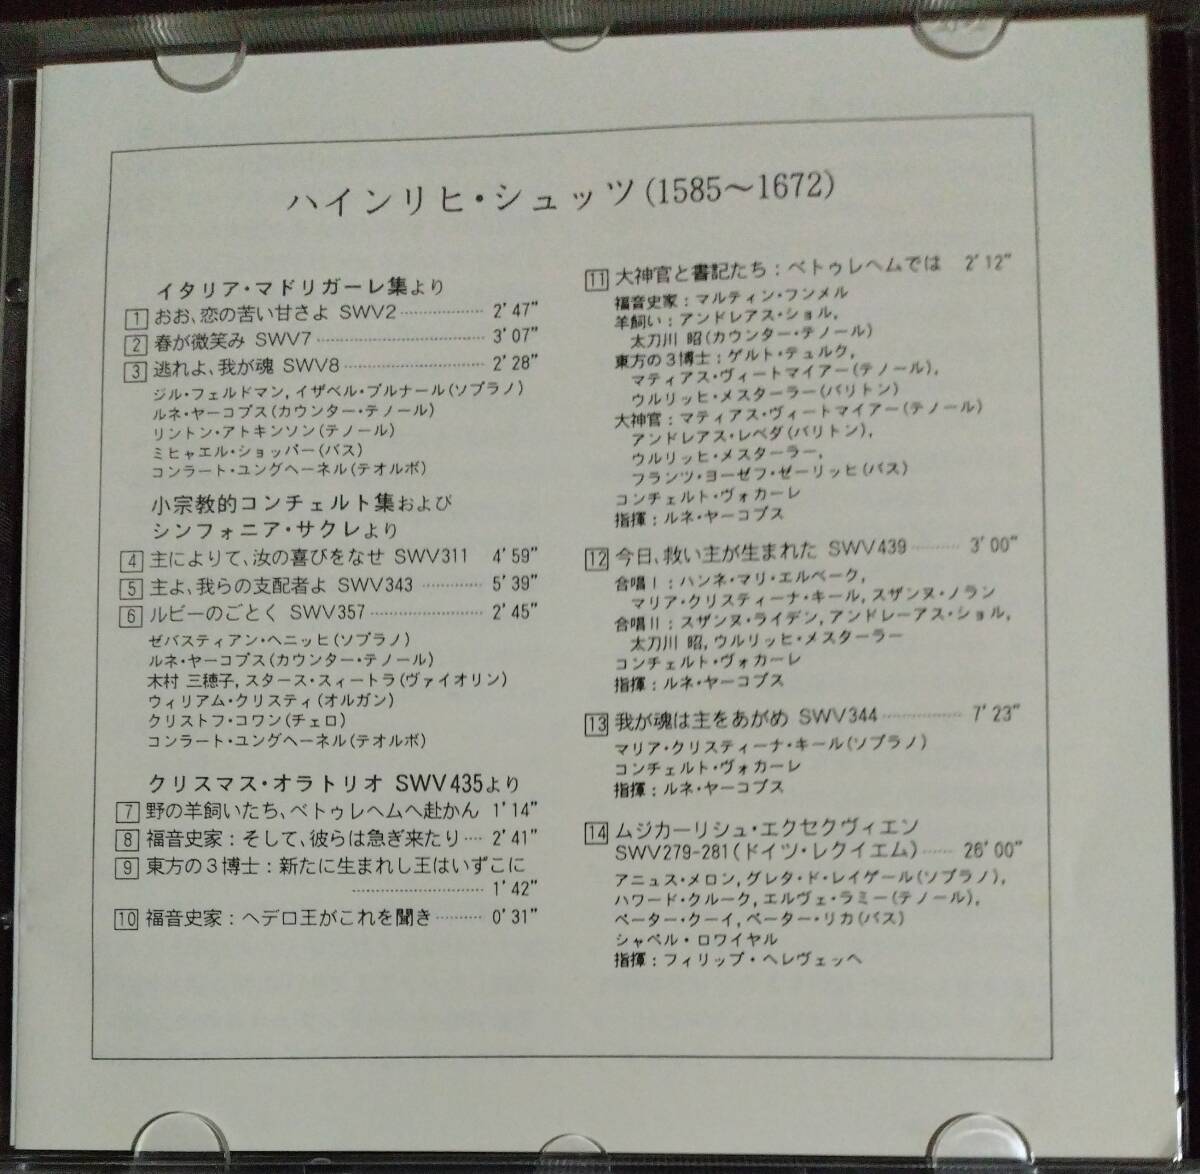 ハインリヒ・シュッツ(1585〜1672)
イタリア・マドリガーレ集より
1 おお、恋の苦い甘さよ SWV2 ……………… 2'47"
2 春が微笑み SWV7 ……………… 3'07"
3 逃れよ、我が魂 SWV8 ……………… 2'28"
ジル・フェルドマン, イザベル・プルナール(ソプラノ)
ルネ・ヤーコプス(カウンター・テノール)
リントン・アトキンソン(テノール)
ミヒャエル・ショッパー(バス)
コンラート・ユングヘーネル(テオルボ)
小宗教的コンチェルト集および
シンフォニア・サクレより
4 主によりて、汝の喜びをなせ SWV311 4'59"
5 主よ、我らの支配者よ SWV343 ………… 5'39"
6 ルビーのごとく SWV357 ……………… 2'45"
ゼバスティアン・ヘニッヒ(ソプラノ)
ルネ・ヤーコプス(カウンター・テノール)
木村 三穂子, スタース・スィートラ(ヴァイオリン)
ウィリアム・クリスティ(オルガン)
クリストフ・コワン(チェロ)
コンラート・ユングヘーネル(テオルボ)
クリスマス・オラトリオ SWV435より
7 野の羊飼いたち、ベトゥレヘムへ赴かん 1'14"
8 福音史家：そして、彼らは急ぎ来たり…… 2'41"
9 東方の3博士：新たに生まれし王はいずこに
……………… 1'42"
10 福音史家：ヘデロ王がこれを聞き ……… 0'31"
11 大神官と書記たち：ベトゥレヘムでは 2'12"
福音史家：マルティン・フンメル
羊飼い：アンドレアス・ショル,
太刀川 昭(カウンター・テノール)
東方の3博士：ゲルト・テュルク,
マティアス・ヴィートマイアー(テノール),
ウルリッヒ・メスターラー(バリトン)
大神官：マティアス・ヴィートマイアー(テノール)
アンドレアス・レベダ(バリトン),
ウルリッヒ・メスターラー,
フランツ・ヨーゼフ・ゼーリッヒ(バス)
コンチェルト・ヴォカーレ
指揮：ルネ・ヤーコプス
12 今日、救い主が生まれた SWV439 ……… 3'00"
合唱Ⅰ：ハンネ・マリ・エルベーク,
マリア・クリスティーナ・キール, スザンヌ・ノラン
合唱Ⅱ：スザンヌ・ライデン, アンドレーアス・ショル,
太刀川 昭, ウルリッヒ・メスターラー
コンチェルト・ヴォカーレ
指揮：ルネ・ヤーコプス
13 我が魂は主をあがめ SWV344 ……………… 7'23"
マリア・クリスティーナ・キール(ソプラノ)
コンチェルト・ヴォカーレ
指揮：ルネ・ヤーコプス
14 ムジカーリシュ・エクセクヴィエン
SWV279-281(ドイツ・レクイエム) …… 26'00"
アニュス・メロン, グレタ・ド・レイゲール(ソプラノ),
ハワード・クルーク, エルヴェ・ラミー(テノール),
ペーター・クーイ, ペーター・リカ(バス)
シャペル・ロワイヤル
指揮：フィリップ・ヘレヴェッヘ